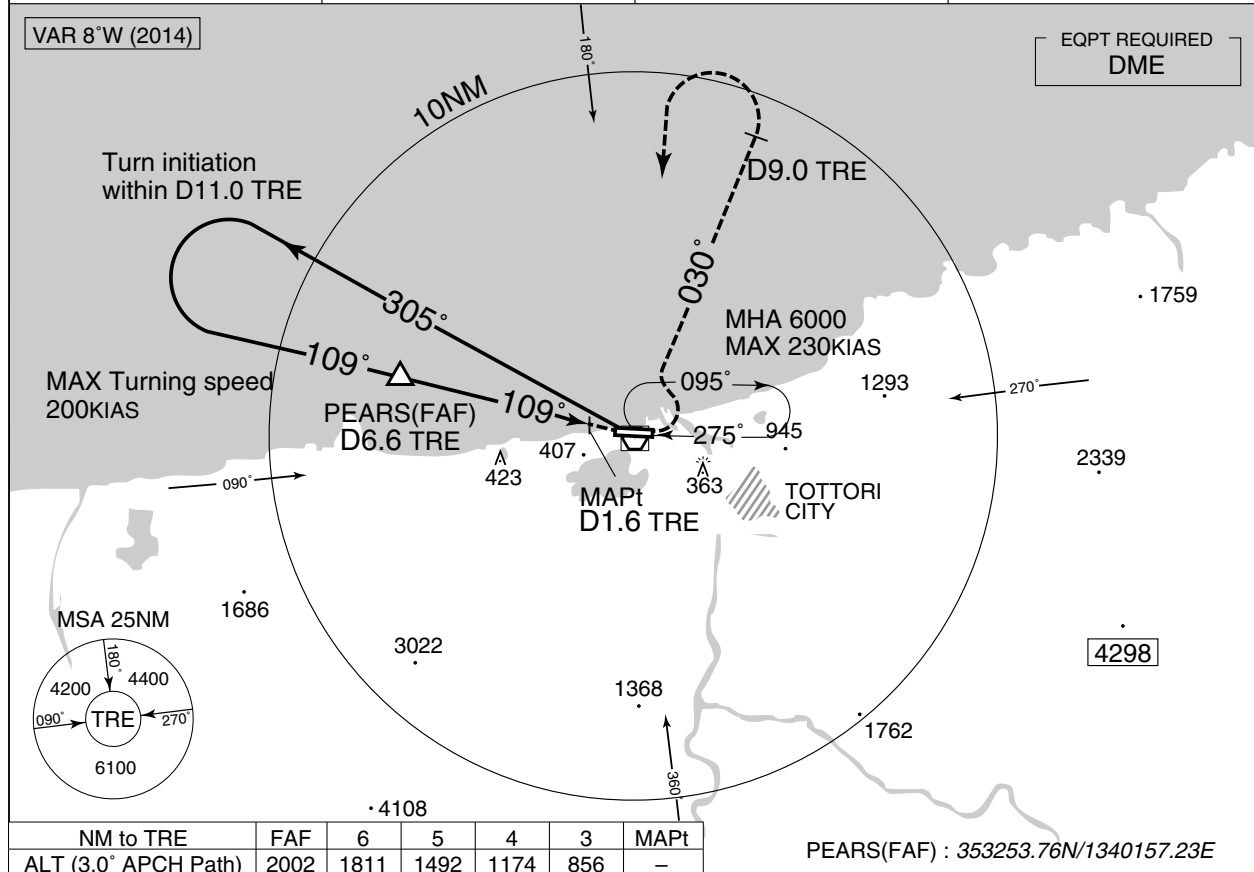 VAR 8˚W (2014)
180˚
EQPT REQUIRED
DME
10NM
Turn initiation
within D11.0 TRE
D9.0 TRE
030˚
305˚
1759
MHA 6000
MAX 230KIAS
109˚
MAX Turning speed
200KIAS
095˚
1293
270˚
PEARS(FAF)
D6.6 TRE
109˚
275˚
945
407
423
363
2339
090˚
MAPt
D1.6 TRE
TOTTORI
CITY
1686
MSA 25NM
180˚
4200
4400
090˚
TRE
270˚
6100
3022
4298
1368
1762
360˚
4108
NM to TRE FAF 6 5 4 3 MAPt
ALT (3.0˚ APCH Path) 2002 1811 1492 1174 856 –
PEARS(FAF) : 353253.76N/1340157.23E